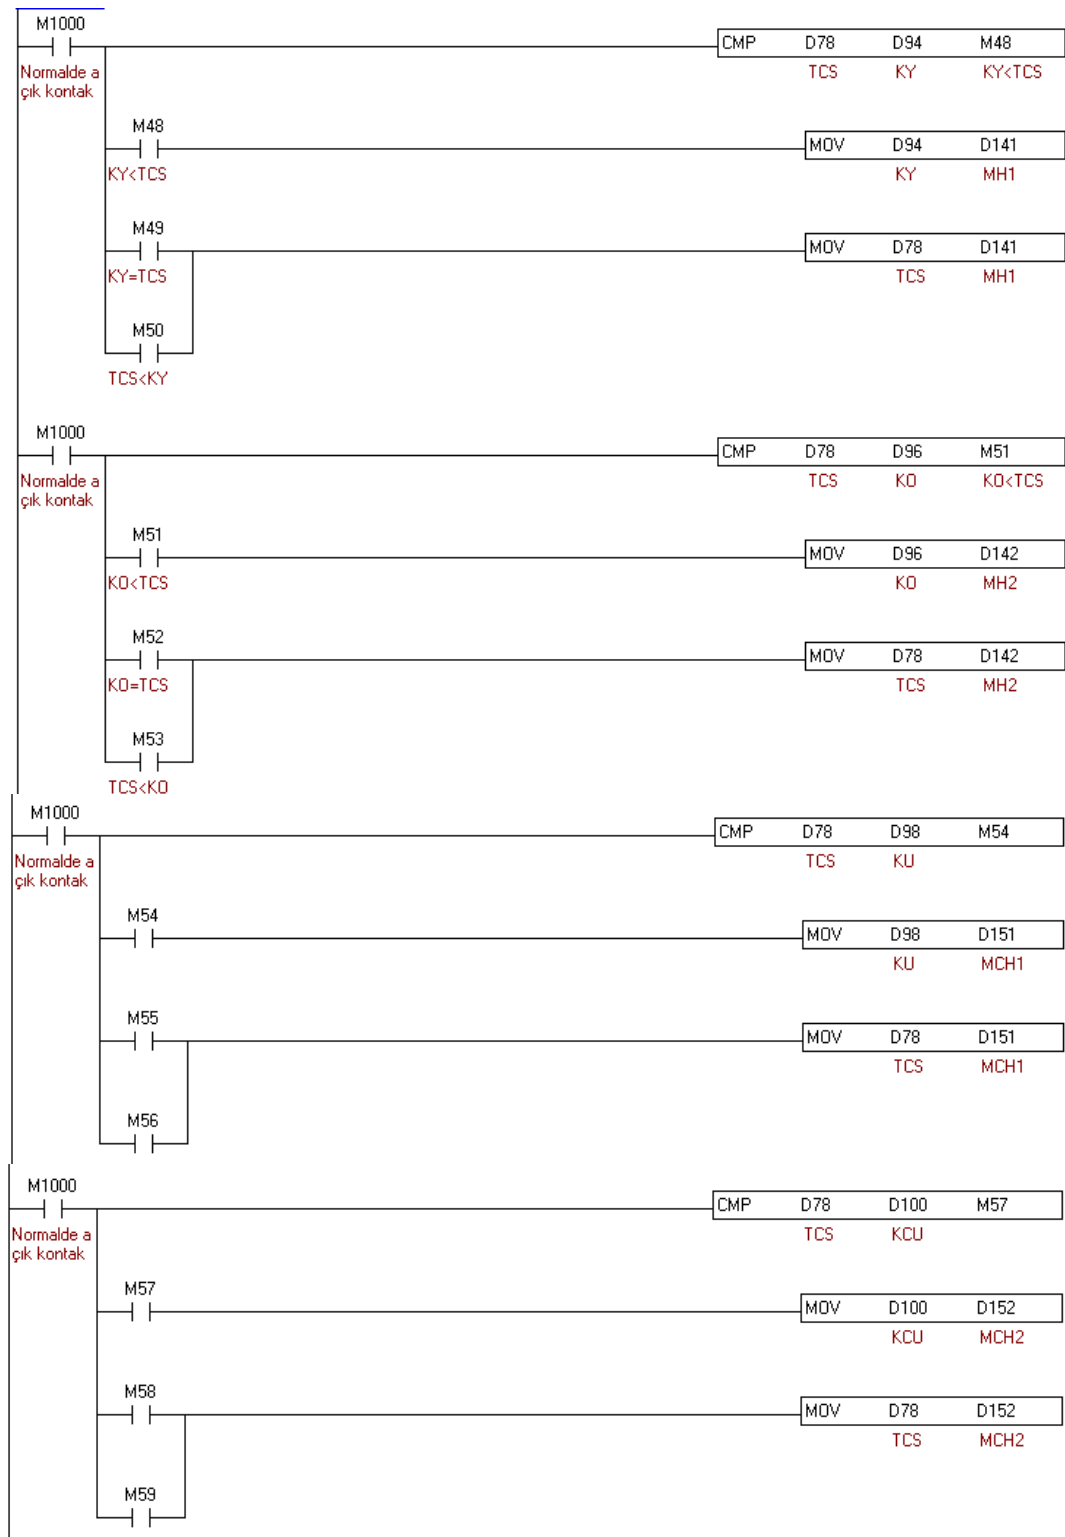 M1000
CMP D78 D94 M48
Normalde a
çık kontak
TCS KY KY<TCS
M48
MOV D94 D141
KY<TCS
KY MH1
M49
MOV D78 D141
KY=TCS
TCS MH1
M50
TCS<KY
M1000
CMP D78 D96 M51
Normalde a
çık kontak
TCS KO KO<TCS
M51
MOV D96 D142
KO<TCS
KO MH2
M52
MOV D78 D142
KO=TCS
TCS MH2
M53
TCS<KO
M1000
CMP D78 D98 M54
Normalde a
çık kontak
TCS KU
M54
MOV D98 D151
KU MCH1
M55
MOV D78 D151
TCS MCH1
M56
M1000
CMP D78 D100 M57
Normalde a
çık kontak
TCS KCU
M57
MOV D100 D152
KCU MCH2
M58
MOV D78 D152
TCS MCH2
M59